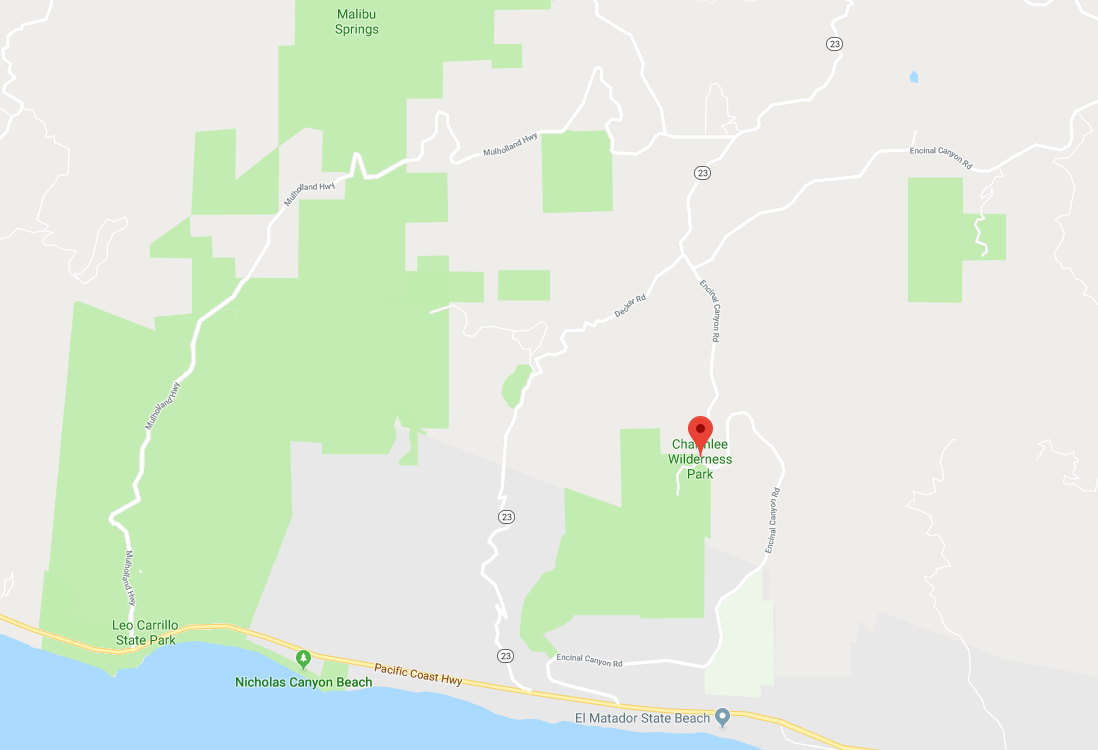 Malibu
Springs
23
Mulholland Hwy
Encinal Canyon Rd
23
Mulholland Hwy
Encinal Canyon Rd
Decker Rd
Mulholland Hwy
Charmlee
Wilderness
Park
Encinal Canyon Rd
23
Mulholland Hwy
Leo Carrillo
State Park
23
Encinal Canyon Rd
Pacific Coast Hwy
Nicholas Canyon Beach
El Matador State Beach